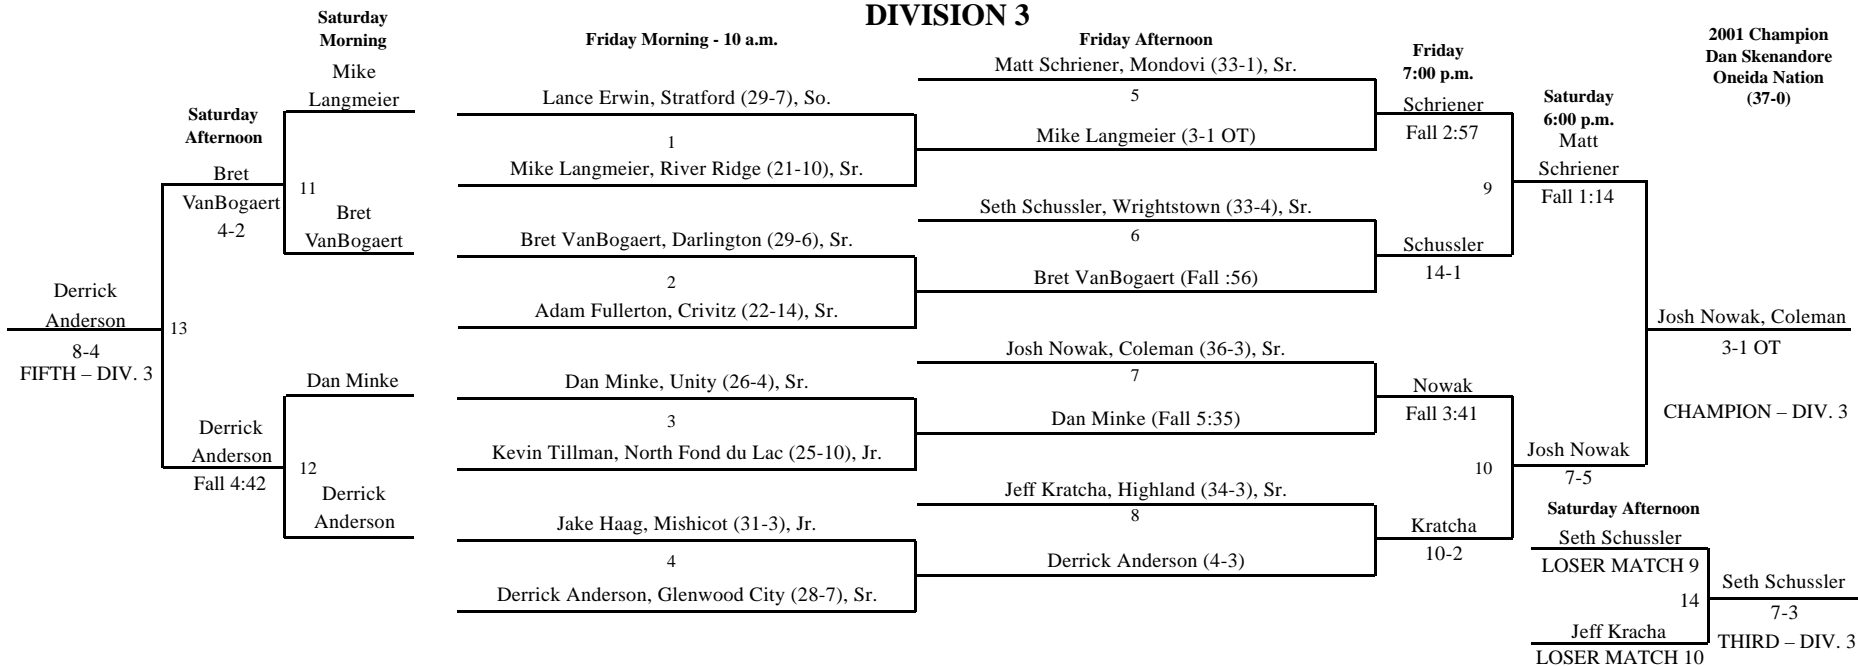 DIVISION 3
Saturday
Morning
Mike
Langmeier
Saturday
Afternoon
Bret
VanBogaert
4-2
11
Bret
VanBogaert
Derrick
Anderson
13
8-4
FIFTH – DIV. 3
Dan Minke
Derrick
Anderson
Fall 4:42
12
Derrick
Anderson
Friday Morning - 10 a.m.
Lance Erwin, Stratford (29-7), So.
1
Mike Langmeier, River Ridge (21-10), Sr.
Bret VanBogaert, Darlington (29-6), Sr.
2
Adam Fullerton, Crivitz (22-14), Sr.
Dan Minke, Unity (26-4), Sr.
3
Kevin Tillman, North Fond du Lac (25-10), Jr.
Jake Haag, Mishicot (31-3), Jr.
4
Derrick Anderson, Glenwood City (28-7), Sr.
Friday Afternoon
Matt Schriener, Mondovi (33-1), Sr.
5
Mike Langmeier (3-1 OT)
Seth Schussler, Wrightstown (33-4), Sr.
6
Bret VanBogaert (Fall :56)
Josh Nowak, Coleman (36-3), Sr.
7
Dan Minke (Fall 5:35)
Jeff Kratcha, Highland (34-3), Sr.
8
Derrick Anderson (4-3)
Friday
7:00 p.m.
Schriener
Fall 2:57
9
Schussler
14-1
Nowak
Fall 3:41
10
Kratcha
10-2
Saturday
6:00 p.m.
Matt
Schriener
Fall 1:14
Josh Nowak
7-5
2001 Champion
Dan Skenandore
Oneida Nation
(37-0)
Josh Nowak, Coleman
3-1 OT
CHAMPION – DIV. 3
Saturday Afternoon
Seth Schussler
LOSER MATCH 9
14
Jeff Kracha
LOSER MATCH 10
Seth Schussler
7-3
THIRD – DIV. 3